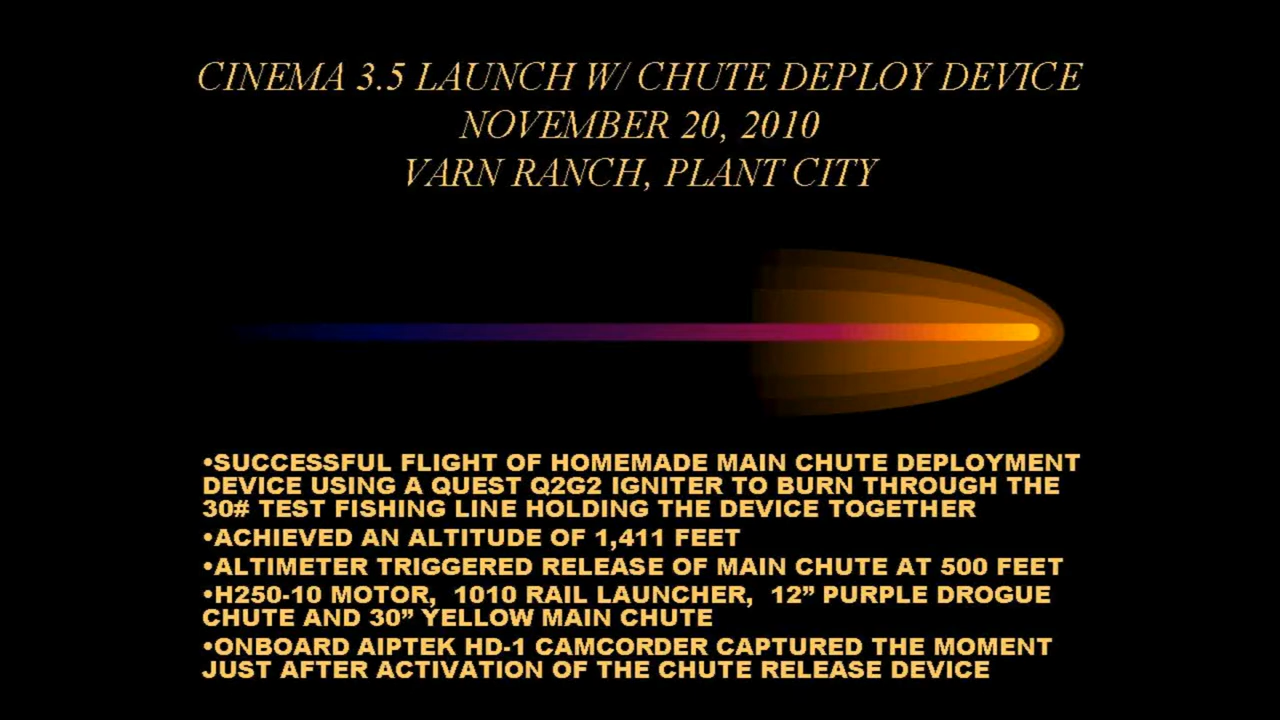 CINEMA 3.5 LAUNCH W/ CHUTE DEPLOY DEVICE
NOVEMBER 20, 2010
VARN RANCH, PLANT CITY
•SUCCESSFUL FLIGHT OF HOMEMADE MAIN CHUTE DEPLOYMENT
DEVICE USING A QUEST Q2G2 IGNITER TO BURN THROUGH THE
30# TEST FISHING LINE HOLDING THE DEVICE TOGETHER
•ACHIEVED AN ALTITUDE OF 1,411 FEET
•ALTIMETER TRIGGERED RELEASE OF MAIN CHUTE AT 500 FEET
•H250-10 MOTOR,  1010 RAIL LAUNCHER,  12” PURPLE DROGUE
CHUTE AND 30” YELLOW MAIN CHUTE
•ONBOARD AIPTEK HD-1 CAMCORDER CAPTURED THE MOMENT
JUST AFTER ACTIVATION OF THE CHUTE RELEASE DEVICE